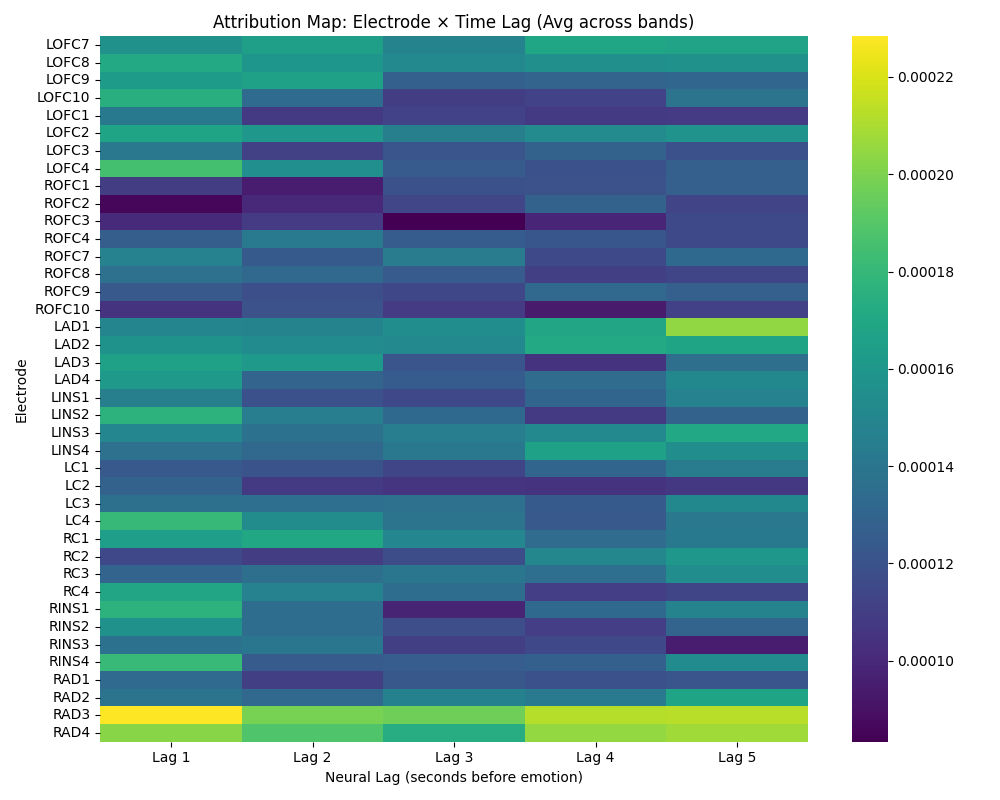 Attribution Map: Electrode × Time Lag (Avg across bands)
LOFC7
LOFC8
LOFC9
LOFC10
LOFC1
LOFC2
LOFC3
LOFC4
ROFC1
ROFC2
ROFC3
ROFC4
ROFC7
ROFC8
ROFC9
ROFC10
LAD1
LAD2
LAD3
LAD4
LINS1
LINS2
LINS3
LINS4
LC1
LC2
LC3
LC4
RC1
RC2
RC3
RC4
RINS1
RINS2
RINS3
RINS4
RAD1
RAD2
RAD3
RAD4
Electrode
Lag 1 Lag 2 Lag 3 Lag 4 Lag 5
Neural Lag (seconds before emotion)
0.00022
0.00020
0.00018
0.00016
0.00014
0.00012
0.00010